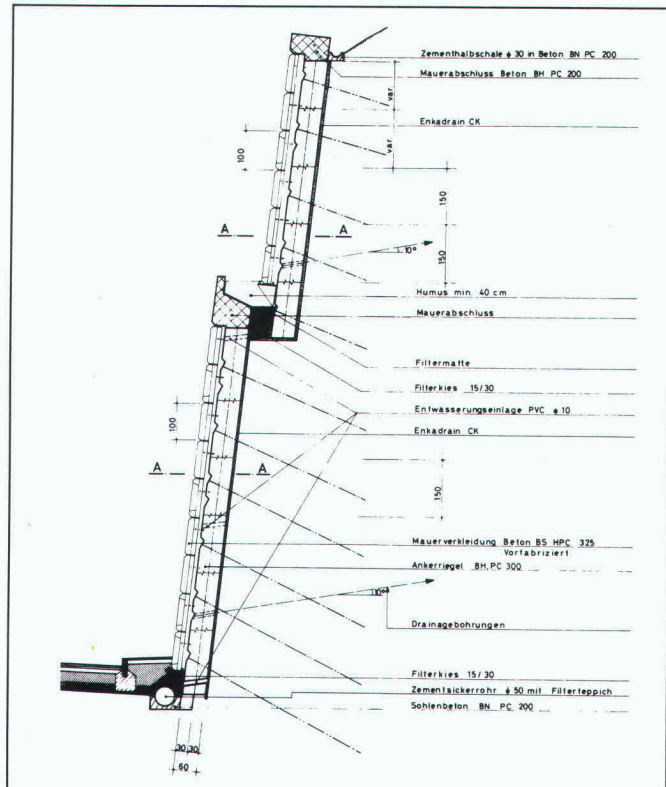 Zementhalbschale ϕ 30 in Beton BN PC 200
Mauerabschluss Beton BH PC 200
var.
Enkadrain CK
var.
100
150
A
A
10°
150
Humus min. 40 cm
Mauerabschluss
Filtermatte
Filterkies 15/30
Entwässerungseinlage PVC ϕ 10
100
Enkadrain CK
A
A
150
Mauerverkleidung Beton BS HPC 325
Vorfabriziert
Ankerriegel BH, PC 300
10°
Drainagebohrungen
Filterkies 15/30
Zementsickerrohr ϕ 50 mit Filterteppich
Sohlenbeton BN PC 200
30 30
60